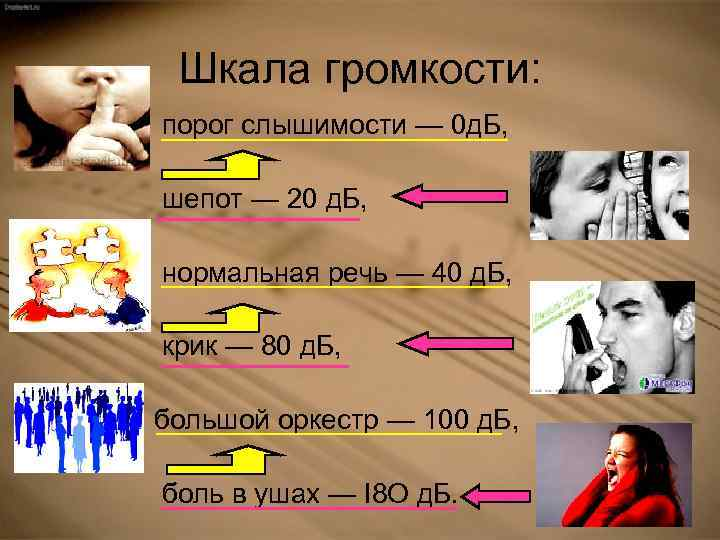 Шкала громкости:
порог слышимости — 0д.Б,
шепот — 20 д.Б,
нормальная речь — 40 д.Б,
крик — 80 д.Б,
большой оркестр — 100 д.Б,
боль в ушах — I8O д.Б.